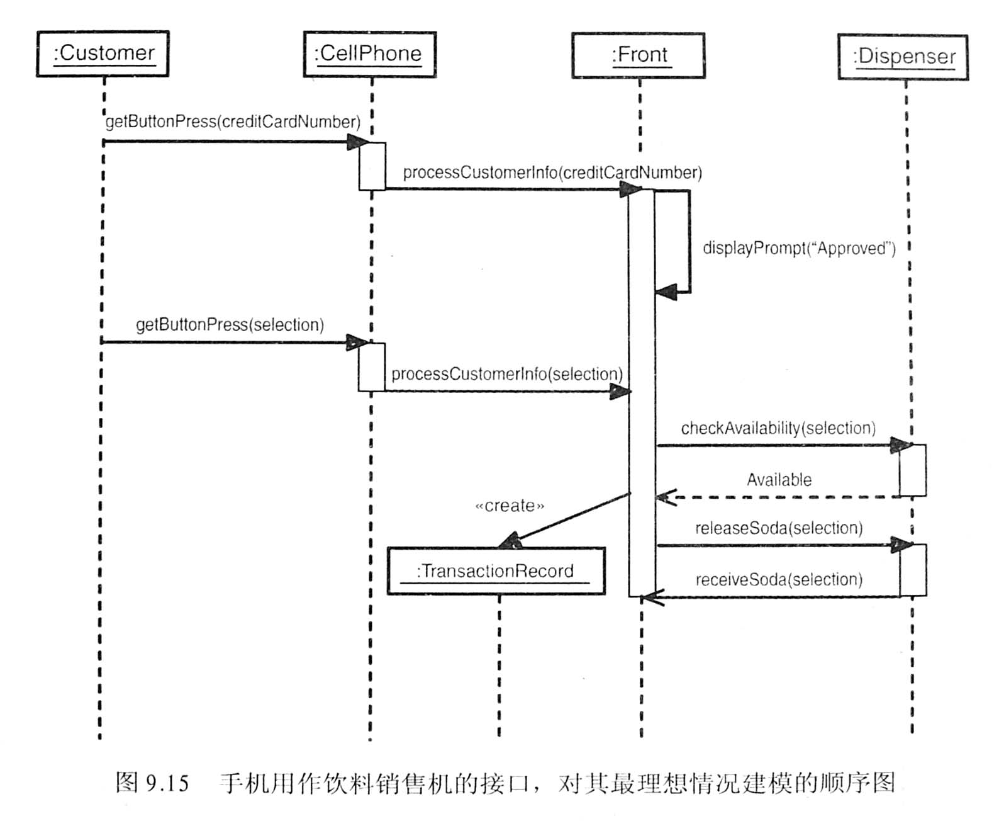 :Customer
:CellPhone
:Front
:Dispenser
getButtonPress(creditCardNumber)
processCustomerInfo(creditCardNumber)
displayPrompt(“Approved”)
getButtonPress(selection)
processCustomerInfo(selection)
checkAvailability(selection)
Available
«create»
releaseSoda(selection)
:TransactionRecord
receiveSoda(selection)
图 9.15 手机用作饮料销售机的接口，对其最理想情况建模的顺序图